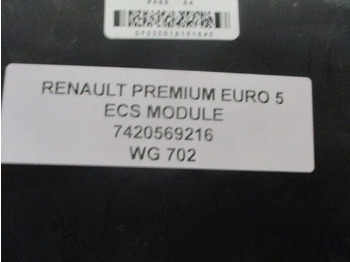 RENAULT PREMIUM EURO 5
ECS MODULE
7420569216
WG 702